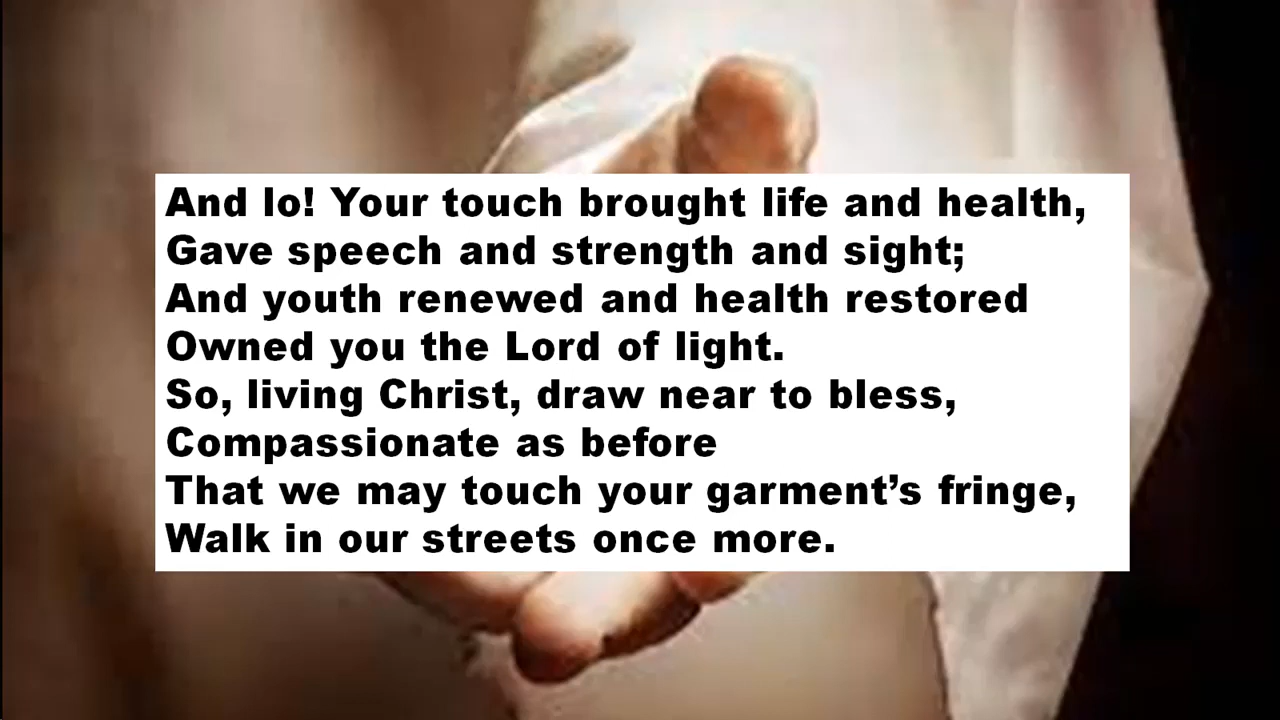 And lo! Your touch brought life and health,
Gave speech and strength and sight;
And youth renewed and health restored
Owned you the Lord of light.
So, living Christ, draw near to bless,
Compassionate as before
That we may touch your garment’s fringe,
Walk in our streets once more.